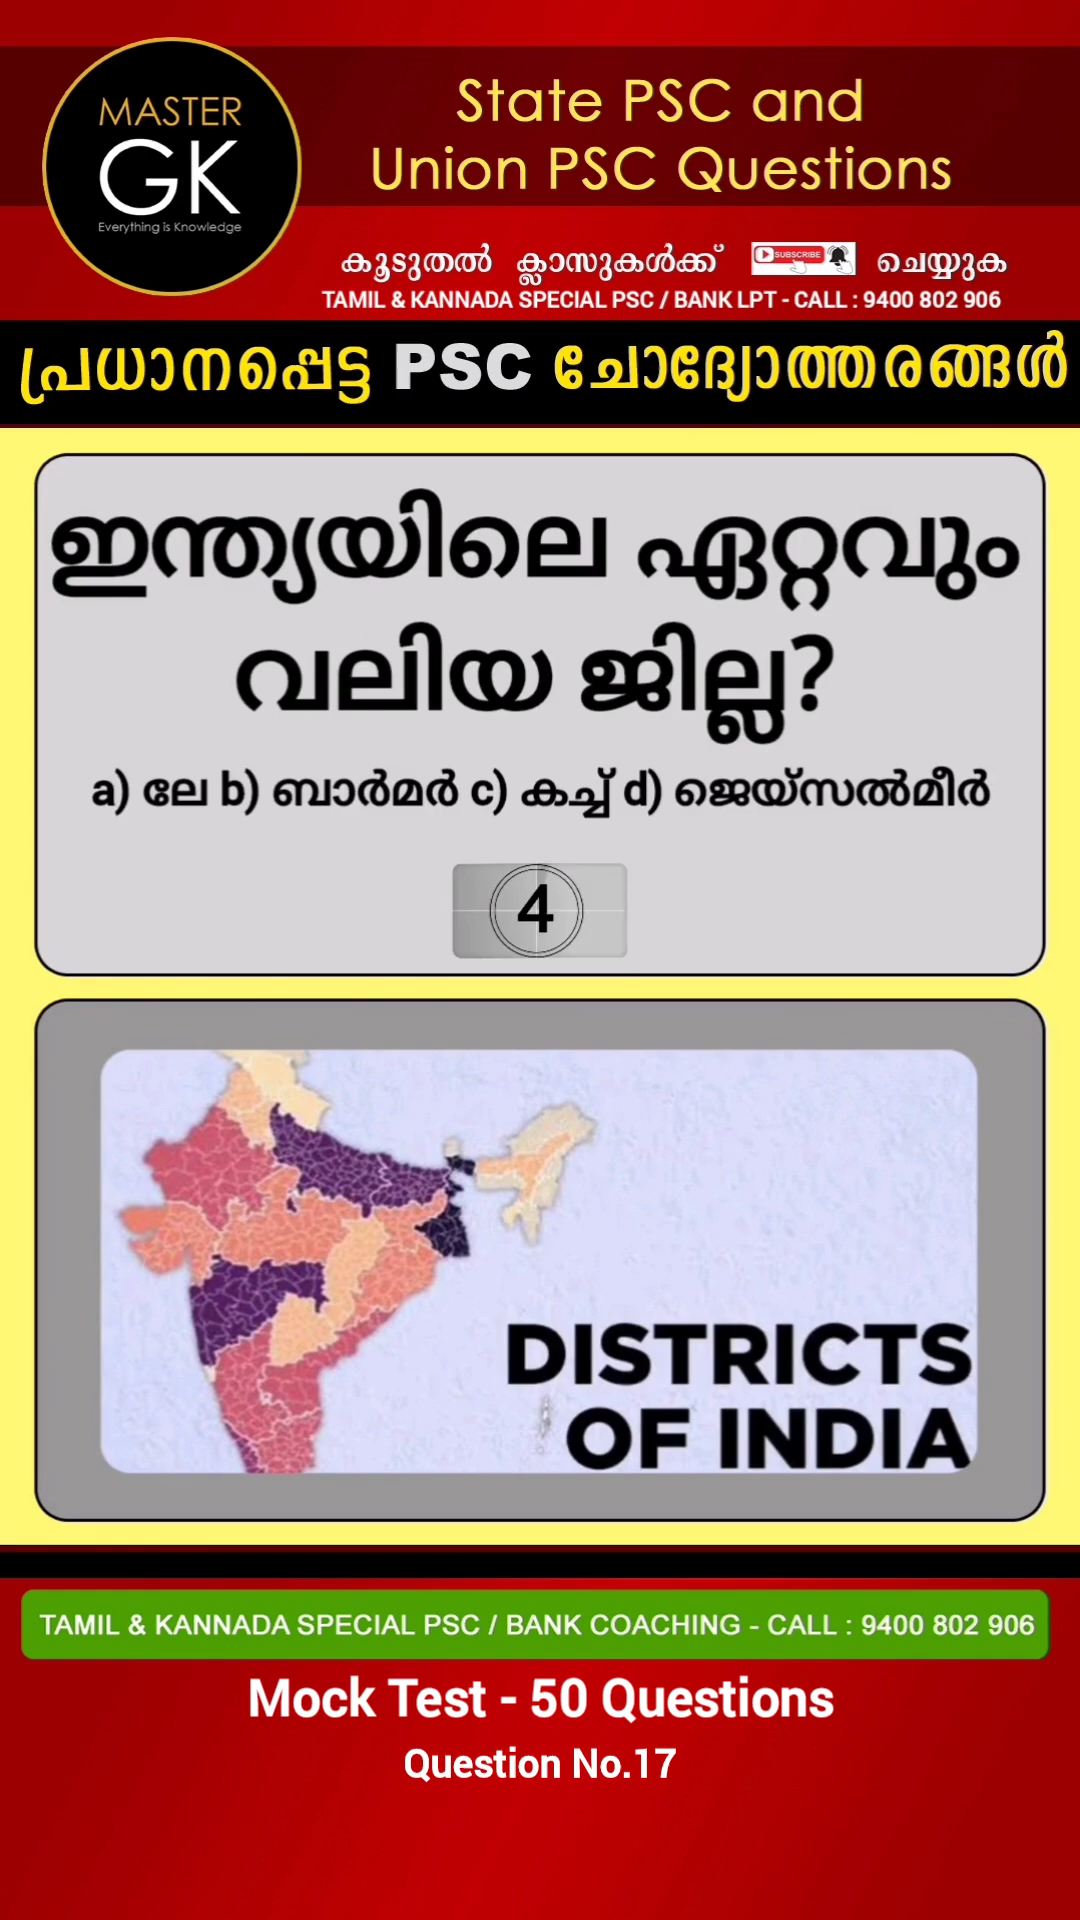 MASTER
GK
Everything is Knowledge
State PSC and
Union PSC Questions
കൂടുതൽ ക്ലാസുകൾക്ക് SUBSCRIBE ചെയ്യുക
TAMIL & KANNADA SPECIAL PSC / BANK LPT - CALL : 9400 802 906
പ്രധാനപ്പെട്ട PSC ചോദ്യോത്തരങ്ങൾ
ഇന്ത്യയിലെ ഏറ്റവും
വലിയ ജില്ല?
a) ലേ b) ബാർമർ c) കച്ച് d) ജെയ്സൽമീർ
4
DISTRICTS
OF INDIA
TAMIL & KANNADA SPECIAL PSC / BANK COACHING - CALL : 9400 802 906
Mock Test - 50 Questions
Question No.17